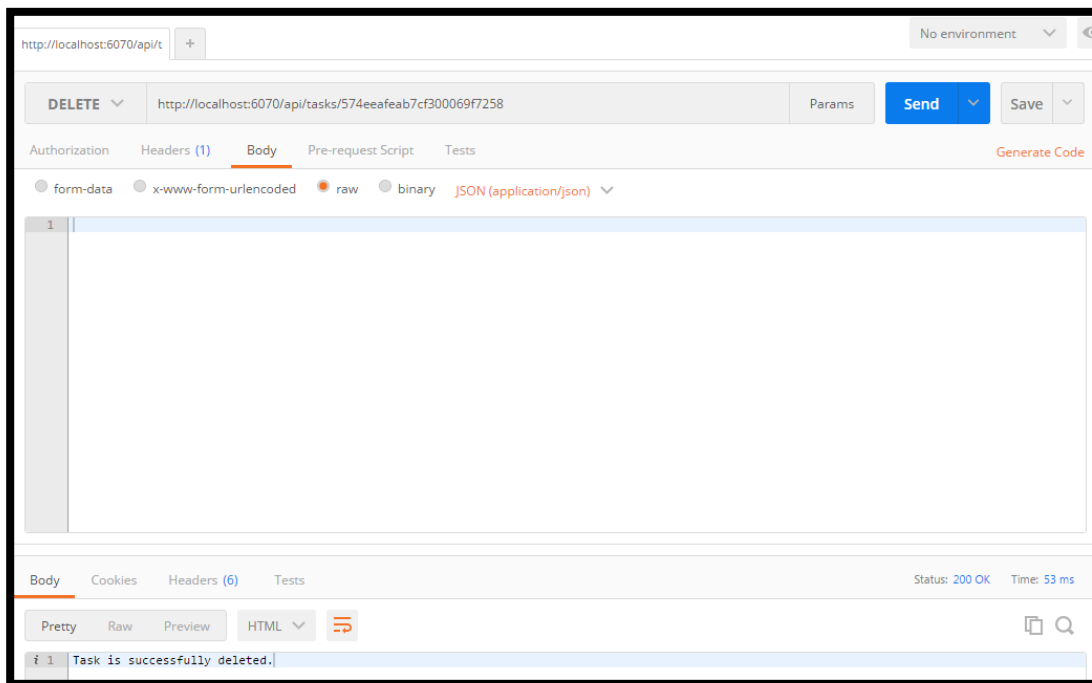 http://localhost:6070/api/t
+
No environment
DELETE
http://localhost:6070/api/tasks/574eeafeab7cf300069f7258
Params
Send
Save
Authorization Headers (1) Body Pre-request Script Tests
Generate Code
form-data x-www-form-urlencoded raw binary JSON (application/json)
1
Body Cookies Headers (6) Tests
Status: 200 OK Time: 53 ms
Pretty Raw Preview HTML
i 1 Task is successfully deleted.